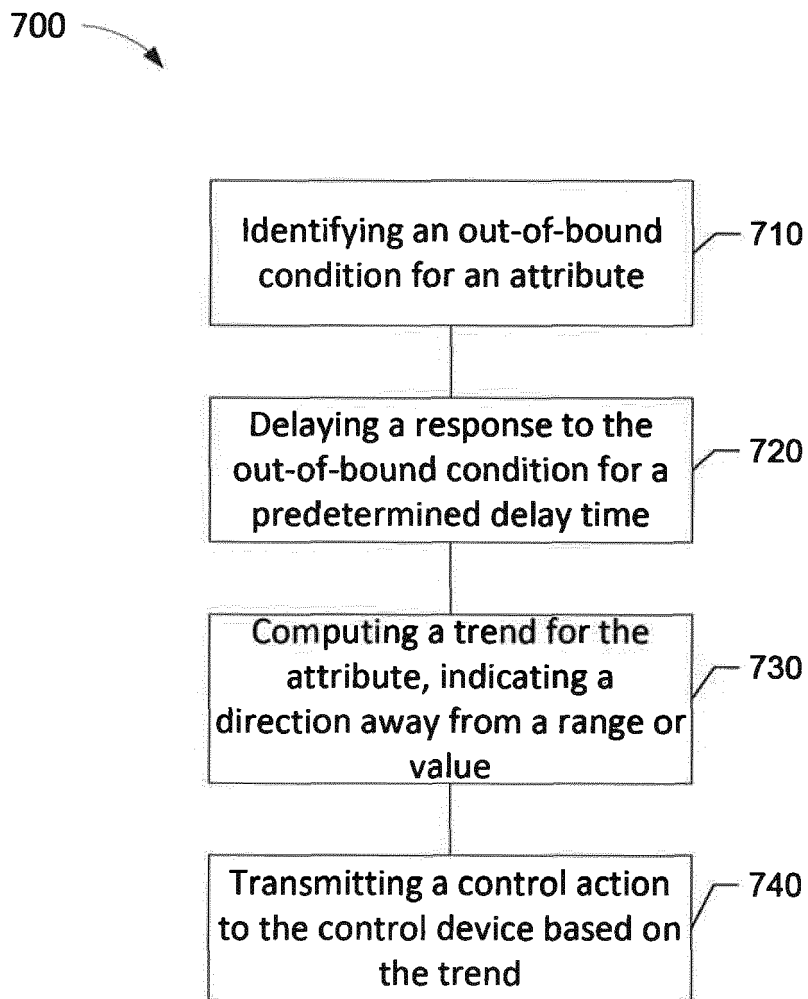 700
Identifying an out-of-bound
condition for an attribute
710
Delaying a response to the
out-of-bound condition for a
predetermined delay time
720
Computing a trend for the
attribute, indicating a
direction away from a range or
value
730
Transmitting a control action
to the control device based on
the trend
740